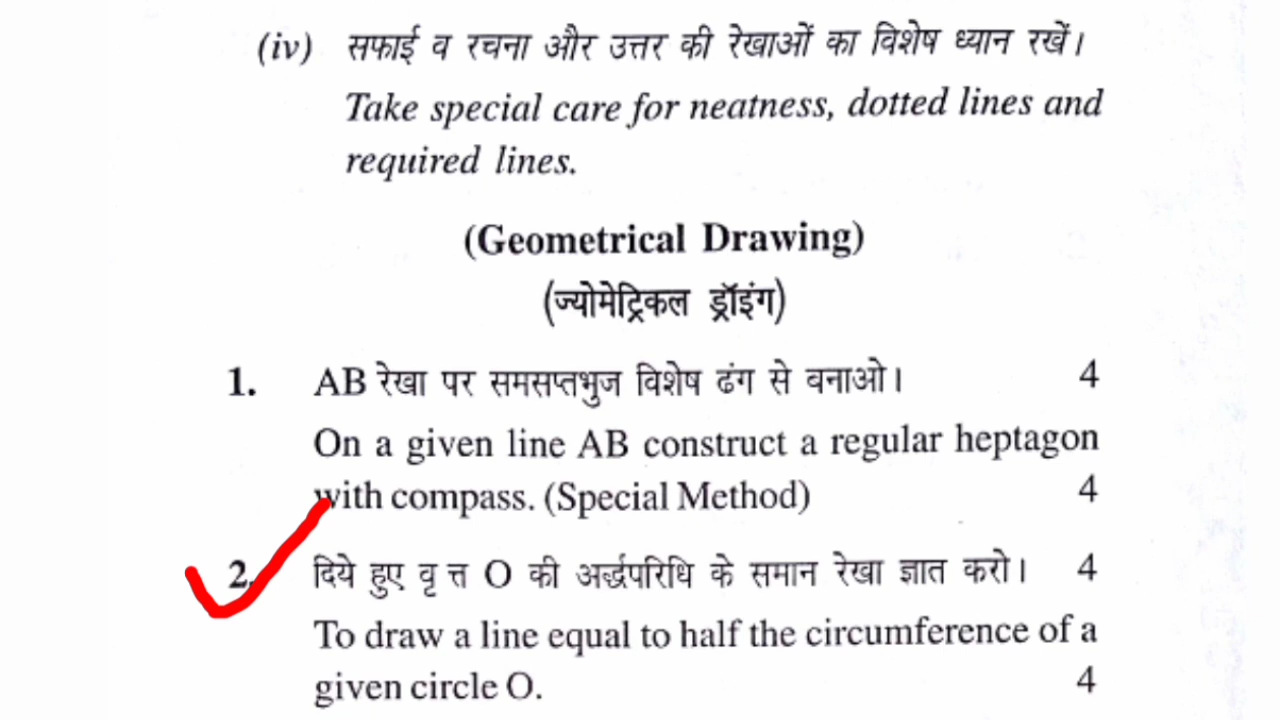 (iv) सफाई व रचना और उत्तर की रेखाओं का विशेष ध्यान रखें।
Take special care for neatness, dotted lines and
required lines.
(Geometrical Drawing)
(ज्योमेट्रिकल ड्रॉइंग)
1. AB रेखा पर समसप्तभुज विशेष ढंग से बनाओ। 4
On a given line AB construct a regular heptagon
with compass. (Special Method) 4
2. दिये हुए वृत्त O की अर्द्धपरिधि के समान रेखा ज्ञात करो। 4
To draw a line equal to half the circumference of a
given circle O. 4